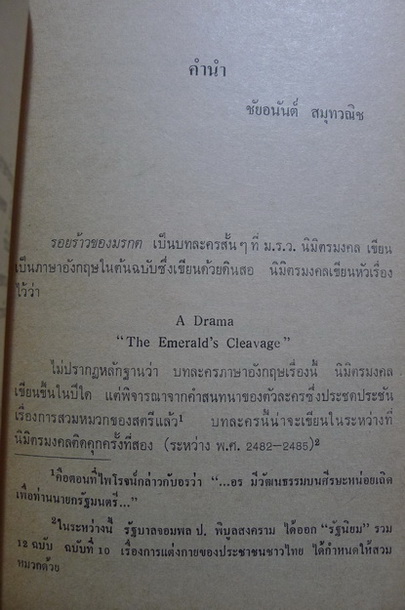 คำนำ
ชัยอนันต์ สมุทวณิช
รอยร้าวของมรกต เป็นบทละครสั้น ๆ ที่ ม.ร.ว. นิมิตรมงคล เขียน
เป็นภาษาอังกฤษในต้นฉบับซึ่งเขียนด้วยดินสอ นิมิตรมงคลเขียนหัวเรื่อง
ไว้ว่า
A Drama
“The Emerald's Cleavage”
ไม่ปรากฏหลักฐานว่า บทละครภาษาอังกฤษเรื่องนี้ นิมิตรมงคล
เขียนขึ้นในปีใด แต่พิจารณาจากคำสนทนาของตัวละครซึ่งประชดประชัน
เรื่องการสวมหมวกของสตรีแล้ว¹ บทละครนี้น่าจะเขียนในระหว่างที่
นิมิตรมงคลติดคุกครั้งที่สอง (ระหว่าง พ.ศ. 2482-2485)²
¹คือตอนที่ไพโรจน์กล่าวกับอรว่า “...อร มีวัฒนธรรมบนศีรษะหน่อยเถิด
เพื่อท่านนายกรัฐมนตรี...”
²ในระหว่างนี้ รัฐบาลจอมพล ป. พิบูลสงคราม ได้ออก “รัฐนิยม” รวม
12 ฉบับ ฉบับที่ 10 เรื่องการแต่งกายของประชาชนชาวไทย ได้กำหนดให้สวม
หมวกด้วย